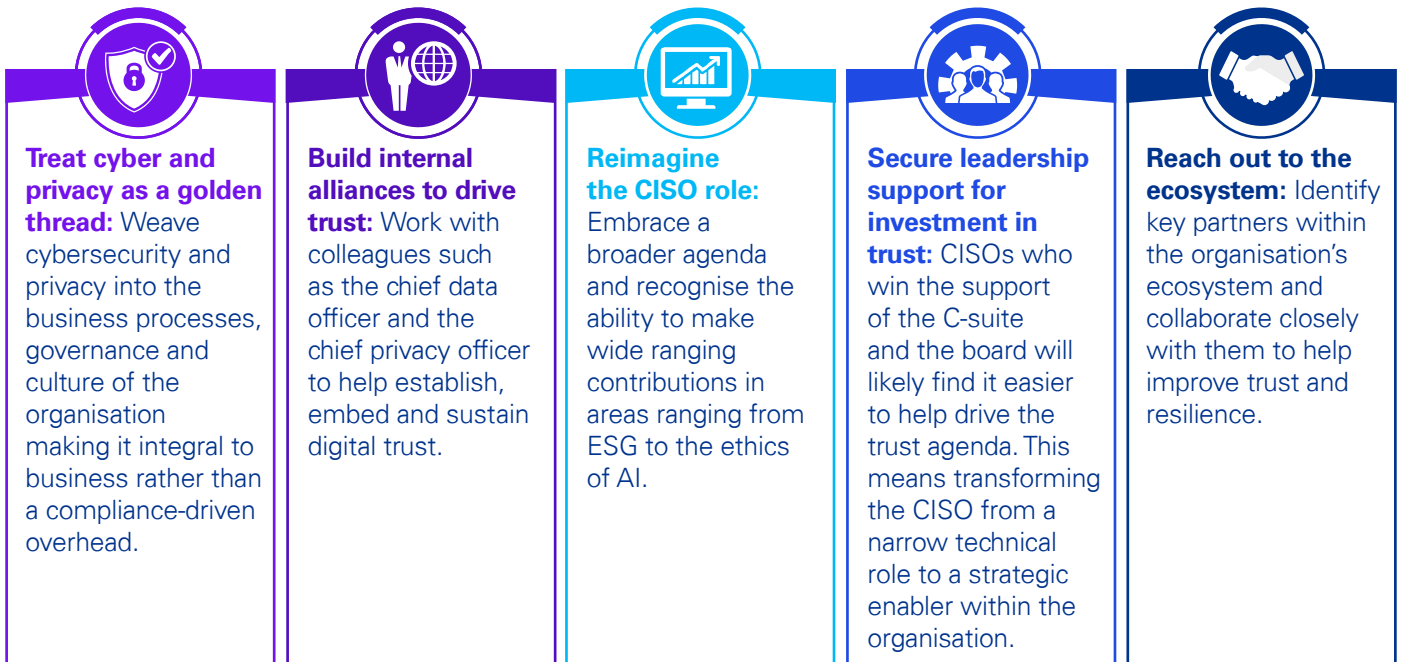 Treat cyber and
privacy as a golden
thread: Weave
cybersecurity and
privacy into the
business processes,
governance and
culture of the
organisation
making it integral to
business rather than
a compliance-driven
overhead.
Build internal
alliances to drive
trust: Work with
colleagues such
as the chief data
officer and the
chief privacy officer
to help establish,
embed and sustain
digital trust.
Reimagine
the CISO role:
Embrace a
broader agenda
and recognise the
ability to make
wide ranging
contributions in
areas ranging from
ESG to the ethics
of AI.
Secure leadership
support for
investment in
trust: CISOs who
win the support
of the C-suite
and the board will
likely find it easier
to help drive the
trust agenda. This
means transforming
the CISO from a
narrow technical
role to a strategic
enabler within the
organisation.
Reach out to the
ecosystem: Identify
key partners within
the organisation’s
ecosystem and
collaborate closely
with them to help
improve trust and
resilience.